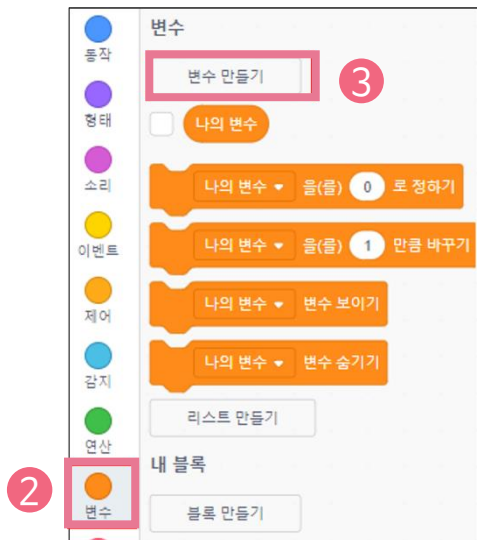 동작
형태
소리
이벤트
제어
감지
연산
2
변수
변수
변수 만들기
3
나의 변수
나의 변수 을(를) 0 로 정하기
나의 변수 을(를) 1 만큼 바꾸기
나의 변수 변수 보이기
나의 변수 변수 숨기기
리스트 만들기
내 블록
블록 만들기